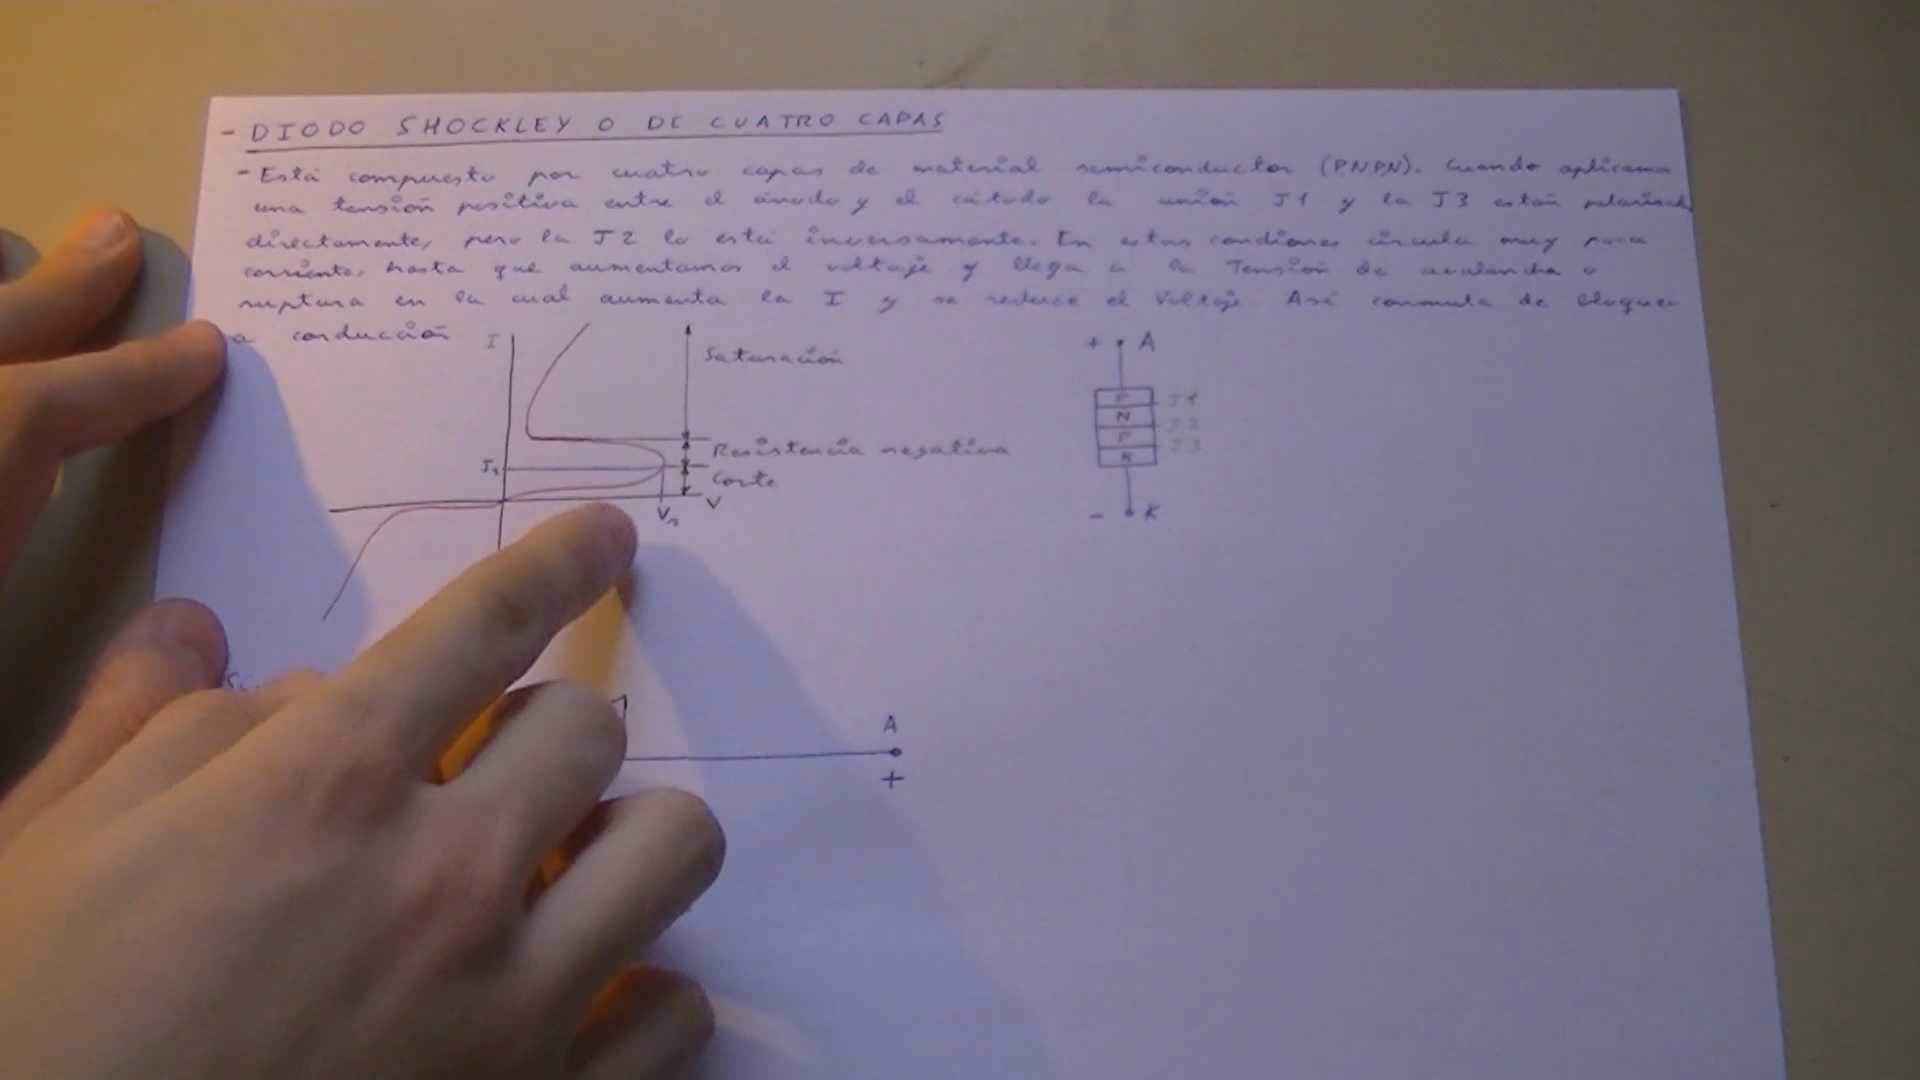 - DIODO SHOCKLEY O DE CUATRO CAPAS
- Está compuesto por cuatro capas de material semiconductor (PNPN). Cuando aplicamos
una tensión positiva entre el ánodo y el cátodo la unión J1 y la J3 están
directamente, pero la J2 lo está inversamente. En estas condiones circula muy poca
corriente, hasta que aumentamos el voltaje y llega a la Tensión de avalancha o
ruptura en la cual aumenta la I y se reduce el Voltaje. Así conmuta de bloqueo
a conducción
I
Saturación
Resistencia negativa
Corte
V
+ A
P J1
N J2
P J3
N
- K
A
+